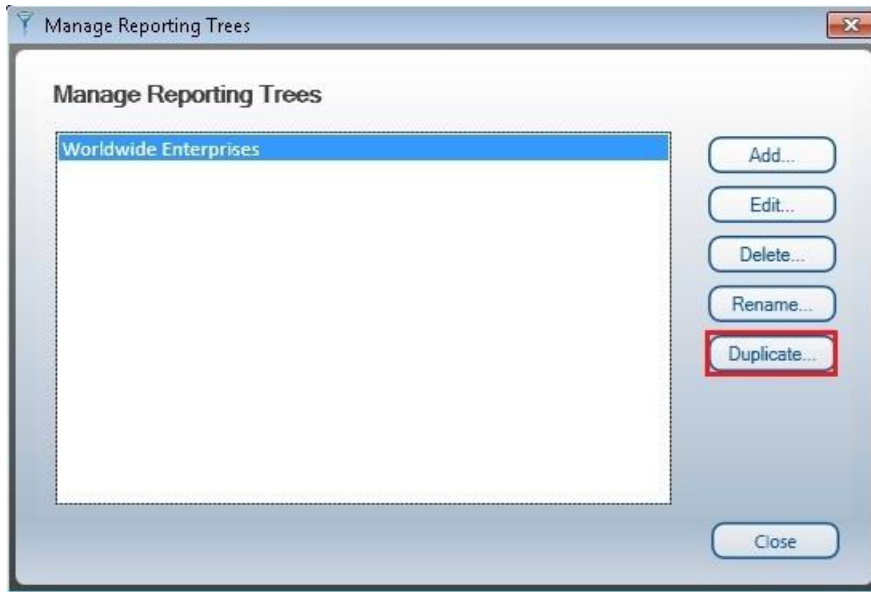 Manage Reporting Trees
Manage Reporting Trees
Worldwide Enterprises
Add...
Edit...
Delete...
Rename...
Duplicate...
Close